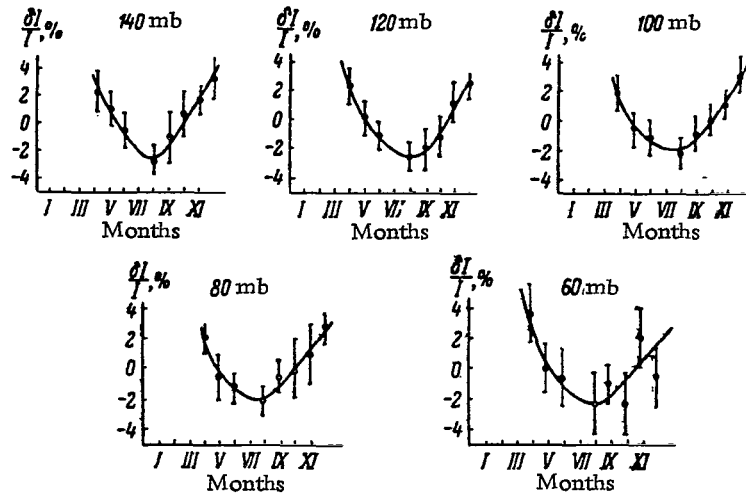 δI/I,% 140 mb
4
2
0
-2
-4
I III V VII IX XI
Months
δI/I,% 120 mb
4
2
0
-2
-4
I III V VII IX XI
Months
δI/I,% 100 mb
4
2
0
-2
-4
I III V VII IX XI
Months
δI/I,% 80 mb
4
2
0
-2
-4
I III V VII IX XI
Months
δI/I,% 60 mb
4
2
0
-2
-4
I III V VII IX XI
Months